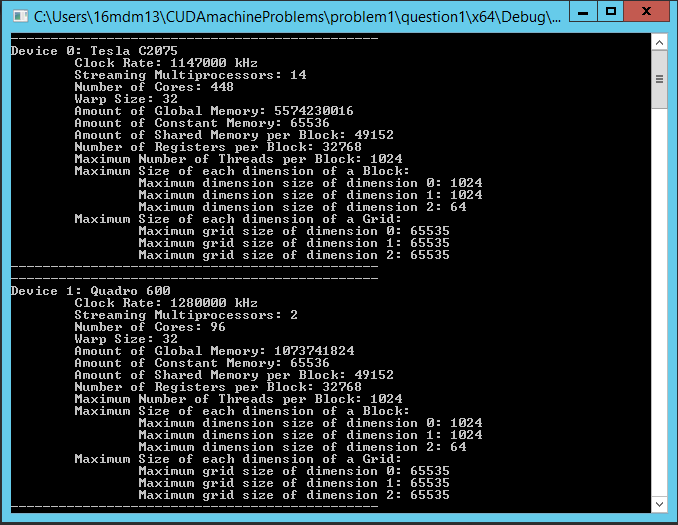 C:\Users\16mdm13\CUDAmachineProblems\problem1\question1\x64\Debug\...
----------------------------------------------
Device 0: Tesla C2075
Clock Rate: 1147000 kHz
Streaming Multiprocessors: 14
Number of Cores: 448
Warp Size: 32
Amount of Global Memory: 5574230016
Amount of Constant Memory: 65536
Amount of Shared Memory per Block: 49152
Number of Registers per Block: 32768
Maximum Number of Threads per Block: 1024
Maximum Size of each dimension of a Block:
Maximum dimension size of dimension 0: 1024
Maximum dimension size of dimension 1: 1024
Maximum dimension size of dimension 2: 64
Maximum Size of each dimension of a Grid:
Maximum grid size of dimension 0: 65535
Maximum grid size of dimension 1: 65535
Maximum grid size of dimension 2: 65535
----------------------------------------------
----------------------------------------------
Device 1: Quadro 600
Clock Rate: 1280000 kHz
Streaming Multiprocessors: 2
Number of Cores: 96
Warp Size: 32
Amount of Global Memory: 1073741824
Amount of Constant Memory: 65536
Amount of Shared Memory per Block: 49152
Number of Registers per Block: 32768
Maximum Number of Threads per Block: 1024
Maximum Size of each dimension of a Block:
Maximum dimension size of dimension 0: 1024
Maximum dimension size of dimension 1: 1024
Maximum dimension size of dimension 2: 64
Maximum Size of each dimension of a Grid:
Maximum grid size of dimension 0: 65535
Maximum grid size of dimension 1: 65535
Maximum grid size of dimension 2: 65535
----------------------------------------------